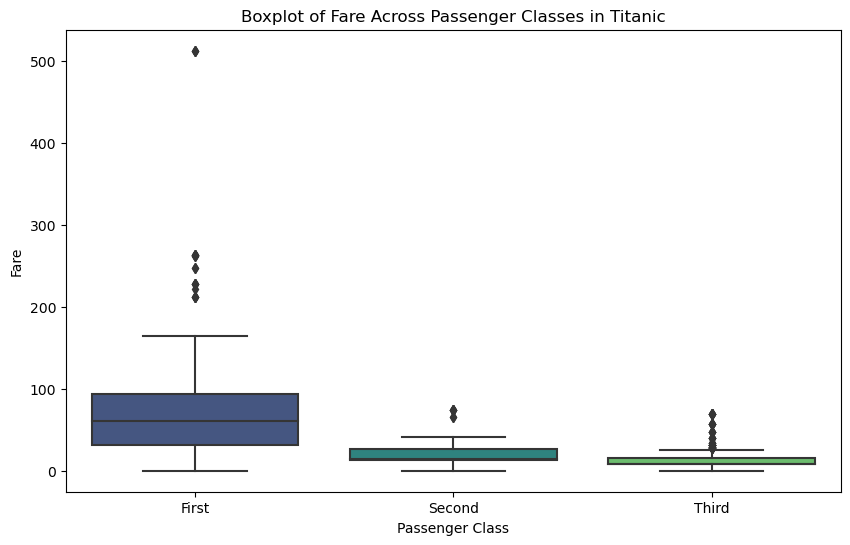 Boxplot of Fare Across Passenger Classes in Titanic
500
400
300
200
100
0
Fare
First
Second
Third
Passenger Class